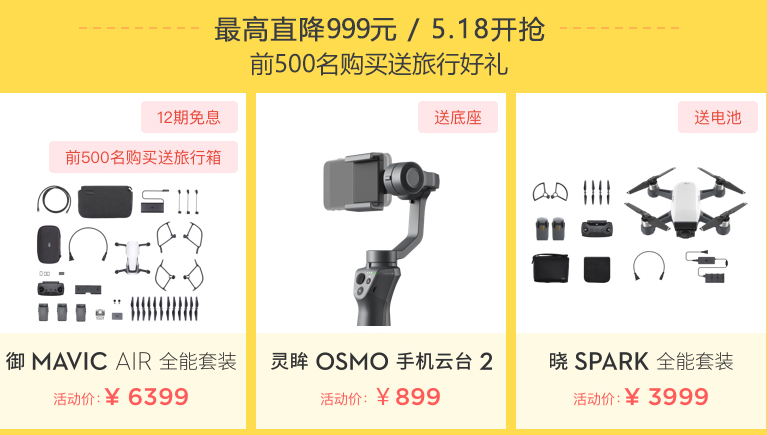 最高直降999元 / 5.18开抢
前500名购买送旅行好礼
12期免息
前500名购买送旅行箱
御 MAVIC AIR 全能套装
活动价: ¥ 6399
送底座
灵眸 OSMO 手机云台 2
活动价: ¥ 899
送电池
晓 SPARK 全能套装
活动价: ¥ 3999